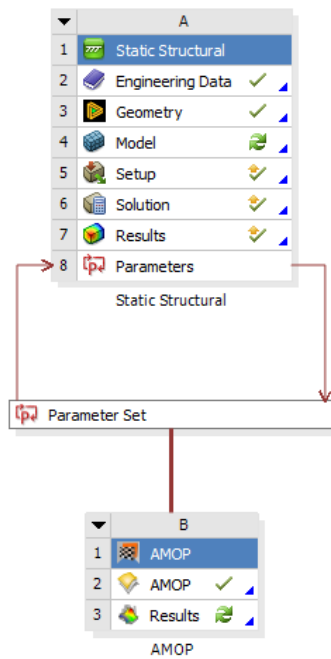 A
1 Static Structural
2 Engineering Data
3 Geometry
4 Model
5 Setup
6 Solution
7 Results
8 Parameters
Static Structural
Parameter Set
B
1 AMOP
2 AMOP
3 Results
AMOP